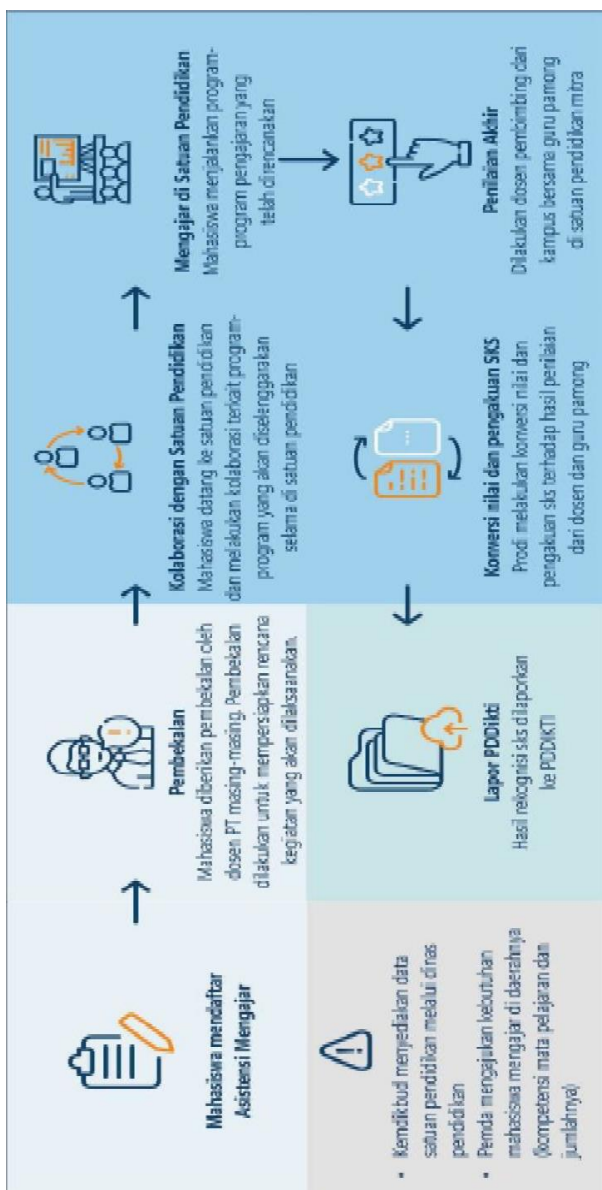 Mahasiswa mendaftar
Asistensi Mengajar
Pembekalan
Mahasiswa diberikan pembekalan oleh
dosen PT masing-masing. Pembekalan
dilakukan untuk mempersiapkan rencana
kegiatan yang akan dilaksanakan.
Kolaborasi dengan Satuan Pendidikan
Mahasiswa datang ke satuan pendidikan
dan melakukan kolaborasi terkait program-
program yang akan diselenggarakan
selama di satuan pendidikan
Mengajar di Satuan Pendidikan
Mahasiswa menjalankan program-
program pengajaran yang
telah direncanakan
Penilaian Akhir
Dilakukan dosen pembimbing dari
kampus bersama guru pamong
di satuan pendidikan mitra
Konversi nilai dan pengakuan SKS
Prodi melakukan konversi nilai dan
pengakuan sks terhadap hasil penilaian
dari dosen dan guru pamong
Lapor PDDikti
Hasil rekognisi sks dilaporkan
ke PDDIKTI
• Kemdikbud menyediakan data
satuan pendidikan melalui dinas
pendidikan
• Pemda mengajukan kebutuhan
mahasiswa mengajar di daerahnya
(kompetensi mata pelajaran dan
jumlahnya)